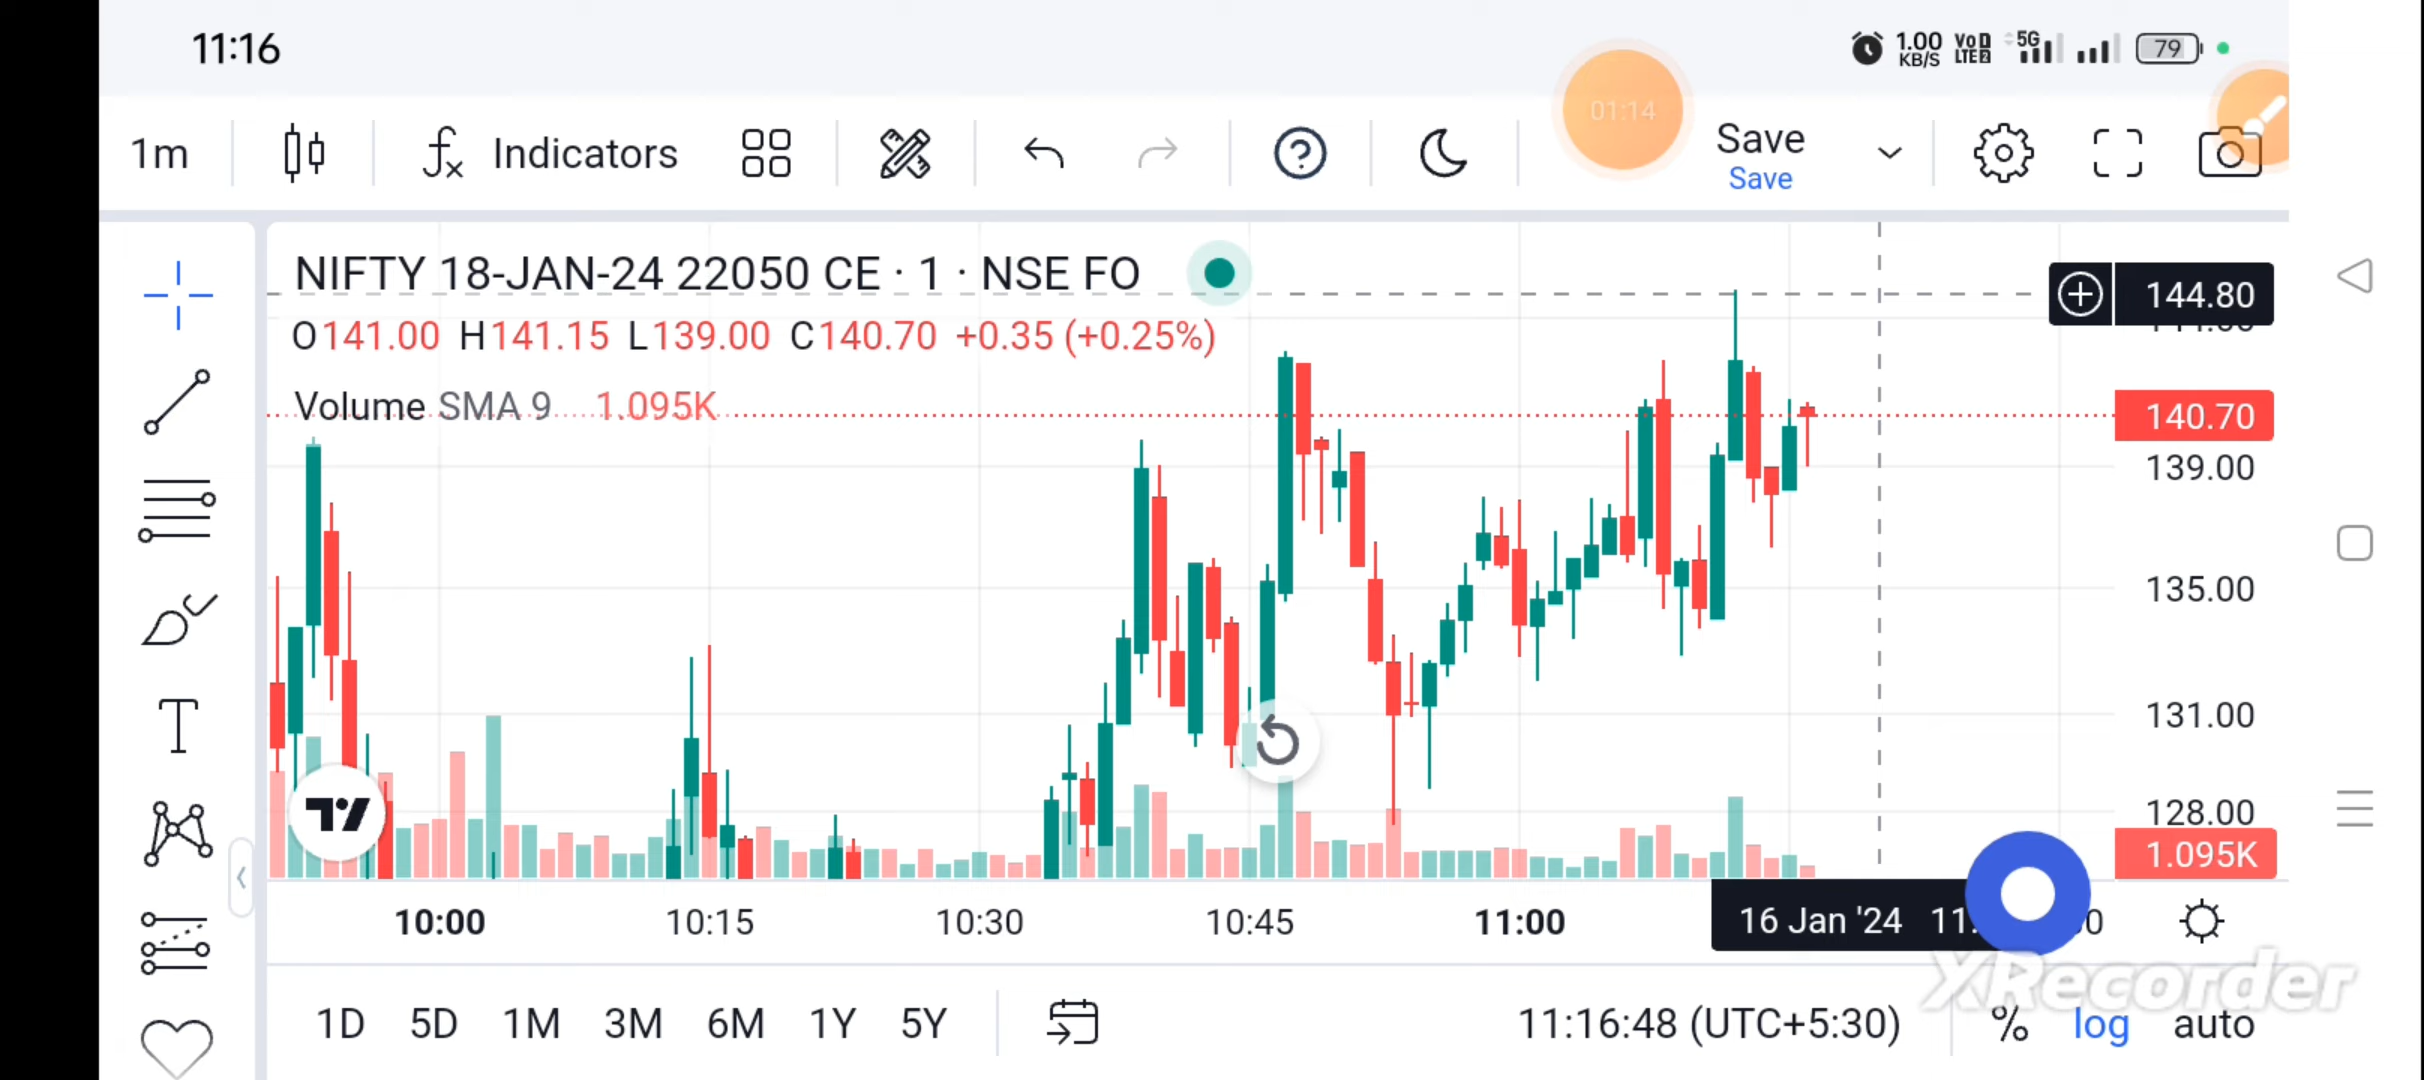 11:16
1.00 KB/S Vo LTE2 5G 79
1m Indicators 01:14 Save
Save
NIFTY 18-JAN-24 22050 CE · 1 · NSE FO
144.80
O141.00 H141.15 L139.00 C140.70 +0.35 (+0.25%)
Volume SMA 9 1.095K
140.70
139.00
135.00
131.00
128.00
1.095K
10:00 10:15 10:30 10:45 11:00 16 Jan '24
XRecorder
1D 5D 1M 3M 6M 1Y 5Y 11:16:48 (UTC+5:30) % log auto